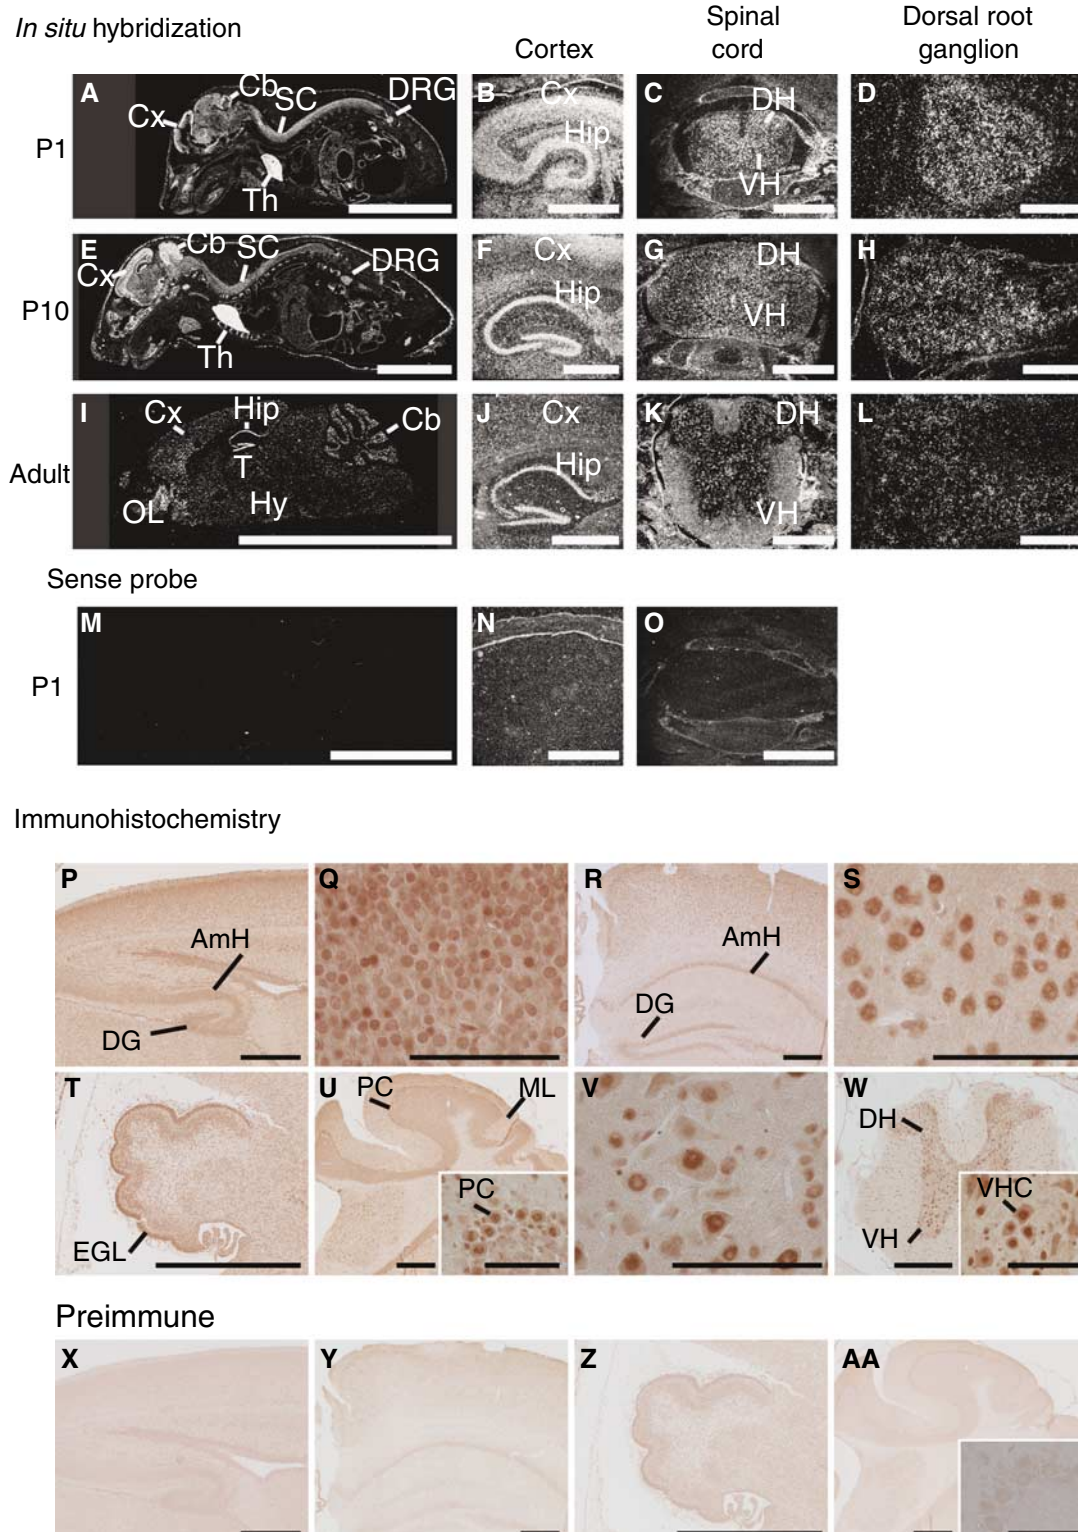 In situ hybridization
Cortex
Spinal
cord
Dorsal root
ganglion
P1
A
Cx
Cb
SC
DRG
Th
B
Cx
Hip
C
DH
VH
D
P10
E
Cx
Cb
SC
DRG
Th
F
Cx
Hip
G
DH
VH
H
Adult
I
Cx
Hip
Cb
T
OL
Hy
J
Cx
Hip
K
DH
VH
L
Sense probe
P1
M
N
O
Immunohistochemistry
P
AmH
DG
Q
R
AmH
DG
S
T
EGL
U
PC
ML
PC
V
W
DH
VHC
VH
Preimmune
X
Y
Z
AA